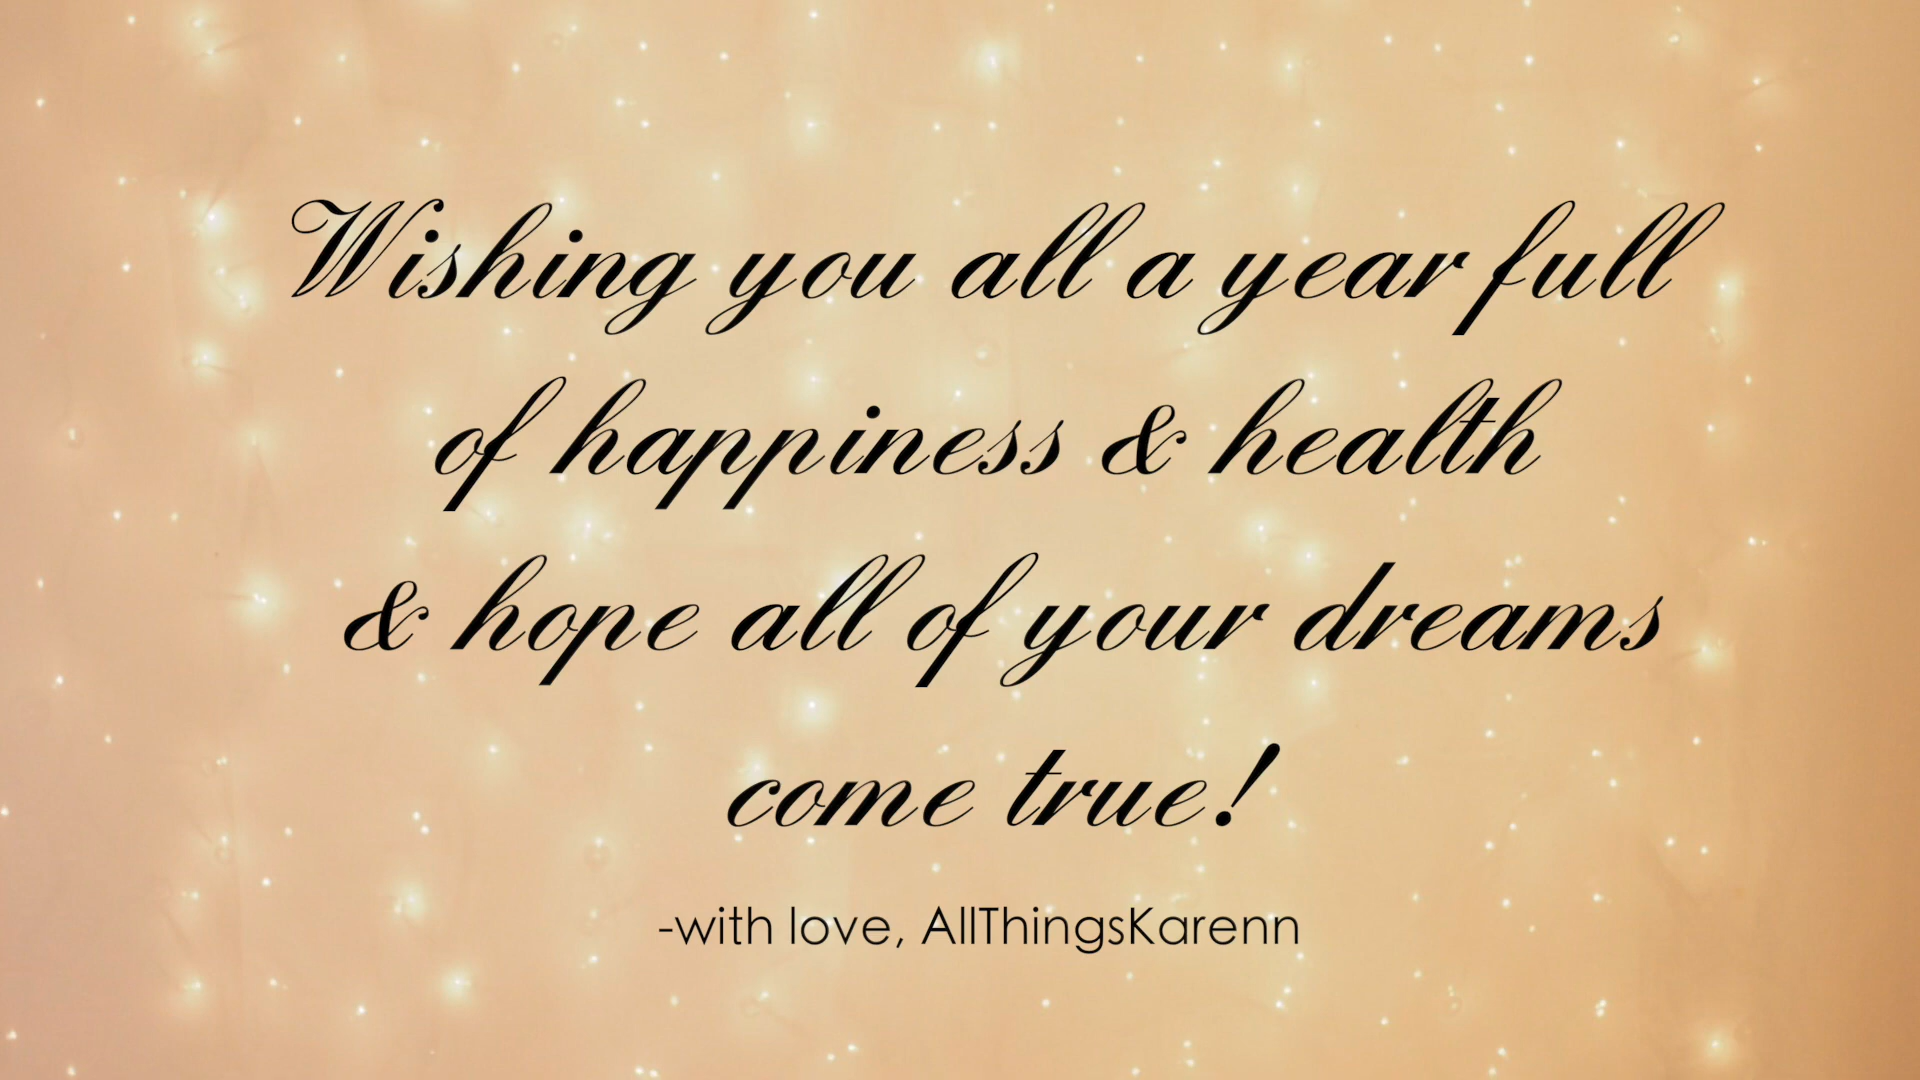 Wishing you all a year full
of happiness & health
& hope all of your dreams
come true!
-with love, AllThingsKarenn